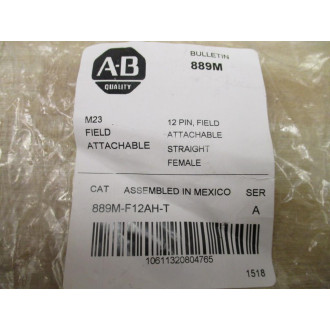 A-B
QUALITY
BULLETIN
889M
M23
FIELD
ATTACHABLE
12 PIN, FIELD
ATTACHABLE
STRAIGHT
FEMALE
CAT ASSEMBLED IN MEXICO SER
889M-F12AH-T A
10611320804765
1518